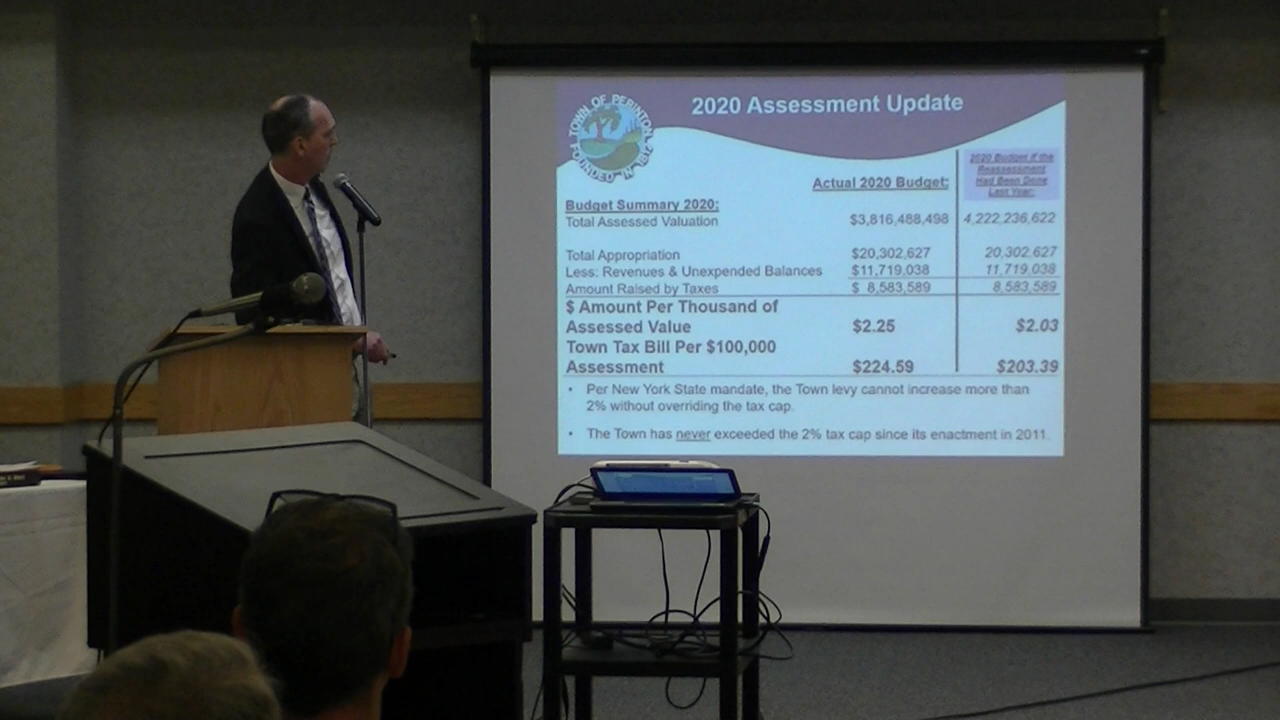 TOWN OF PERINTON
FOUNDED IN 1812
2020 Assessment Update
Actual 2020 Budget:
2020 Budget if the
Reassessment
Had Been Done
Last Year:
Budget Summary 2020:
Total Assessed Valuation $3,816,488,498 4,222,236,622
Total Appropriation $20,302,627 20,302,627
Less: Revenues & Unexpended Balances $11,719,038 11,719,038
Amount Raised by Taxes $ 8,583,589 8,583,589
$ Amount Per Thousand of
Assessed Value $2.25 $2.03
Town Tax Bill Per $100,000
Assessment $224.59 $203.39
• Per New York State mandate, the Town levy cannot increase more than
2% without overriding the tax cap.
• The Town has never exceeded the 2% tax cap since its enactment in 2011.